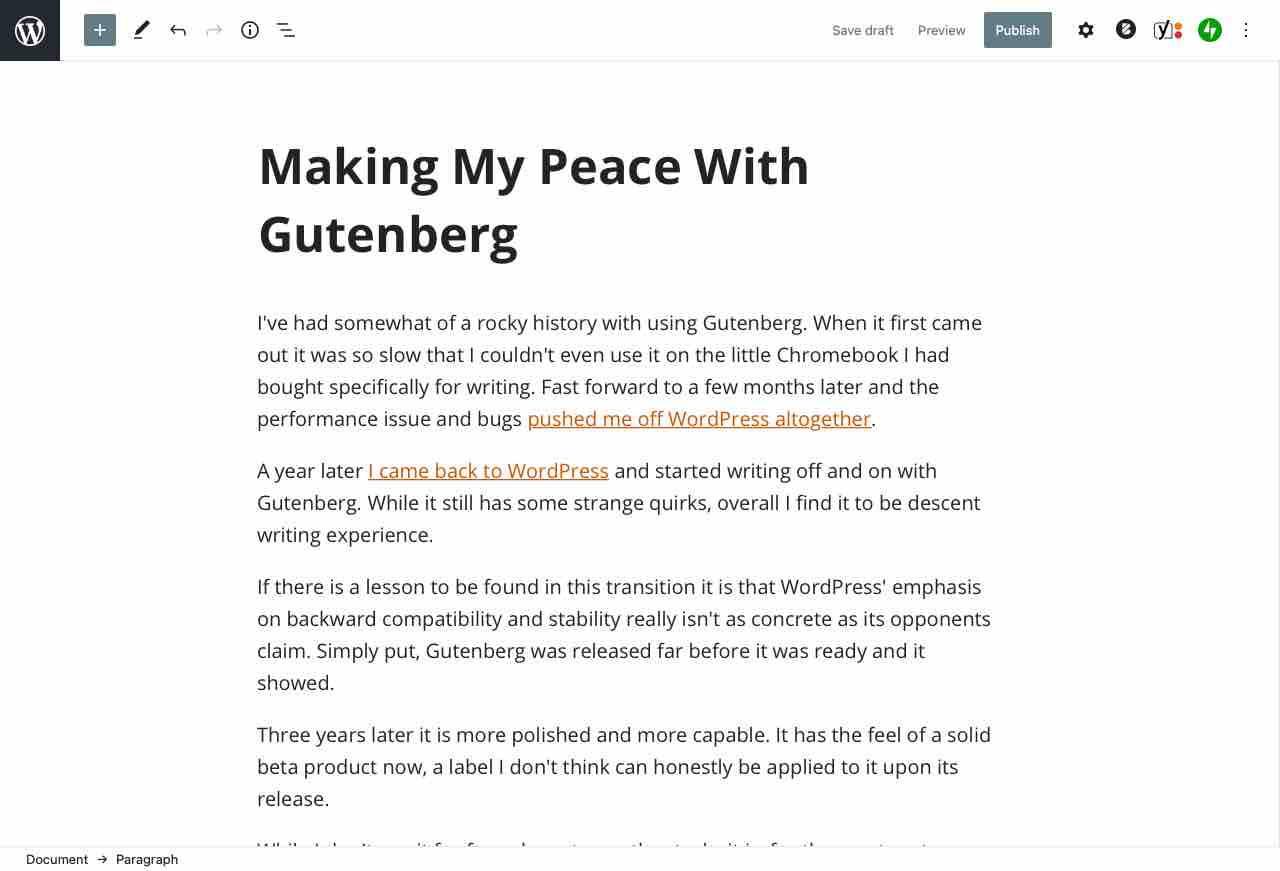 Save draft Preview Publish
Making My Peace With
Gutenberg
I've had somewhat of a rocky history with using Gutenberg. When it first came
out it was so slow that I couldn't even use it on the little Chromebook I had
bought specifically for writing. Fast forward to a few months later and the
performance issue and bugs pushed me off WordPress altogether.
A year later I came back to WordPress and started writing off and on with
Gutenberg. While it still has some strange quirks, overall I find it to be descent
writing experience.
If there is a lesson to be found in this transition it is that WordPress' emphasis
on backward compatibility and stability really isn't as concrete as its opponents
claim. Simply put, Gutenberg was released far before it was ready and it
showed.
Three years later it is more polished and more capable. It has the feel of a solid
beta product now, a label I don't think can honestly be applied to it upon its
release.
Document → Paragraph